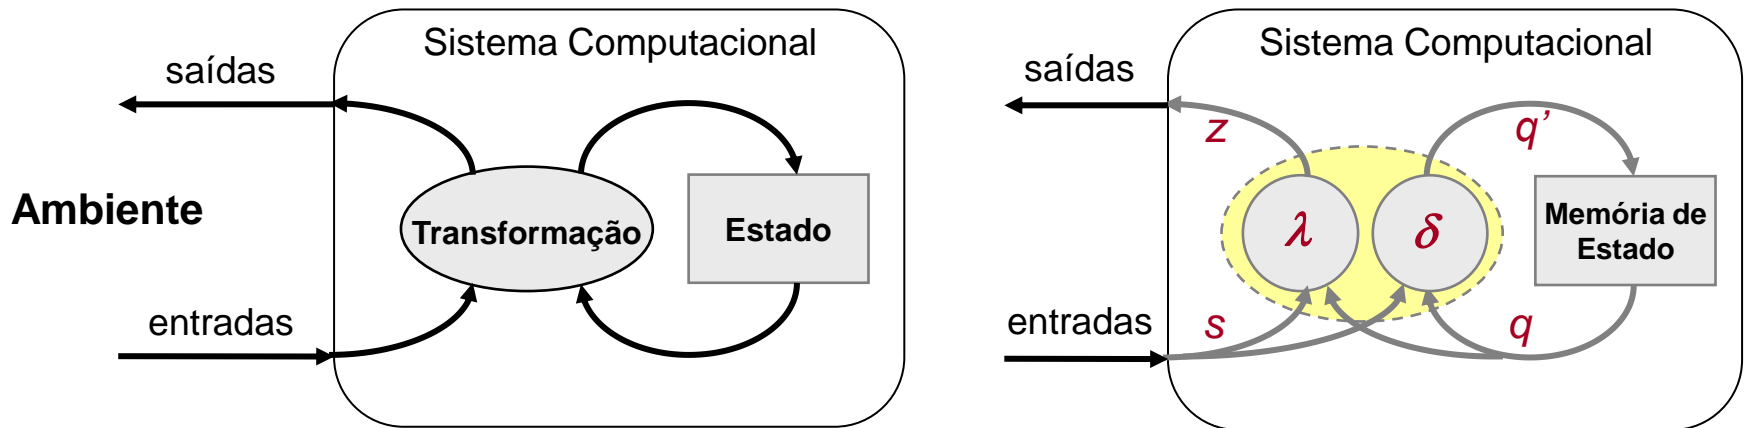 Sistema Computacional
saídas
Ambiente
Transformação
Estado
entradas
Sistema Computacional
saídas
z
q’
λ
δ
Memória de
Estado
entradas
s
q